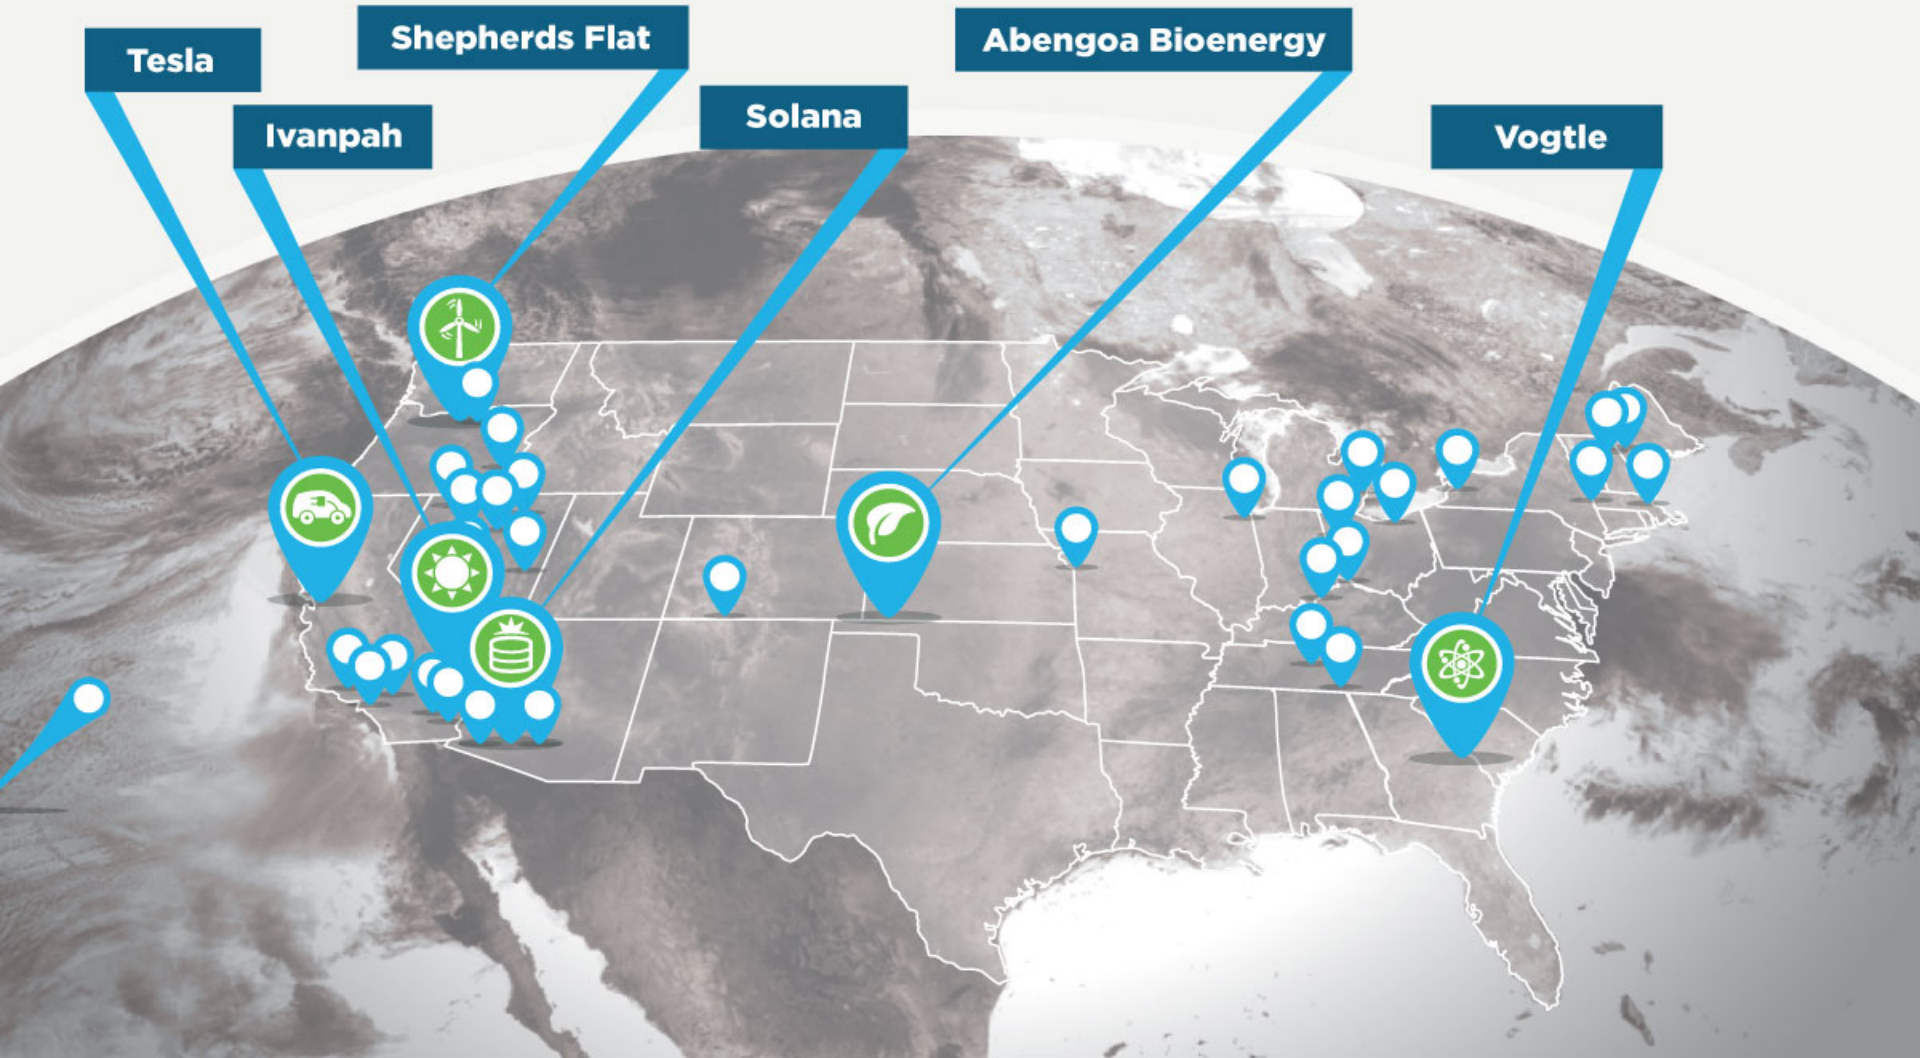 Tesla
Shepherds Flat
Abengoa Bioenergy
Ivanpah
Solana
Vogtle